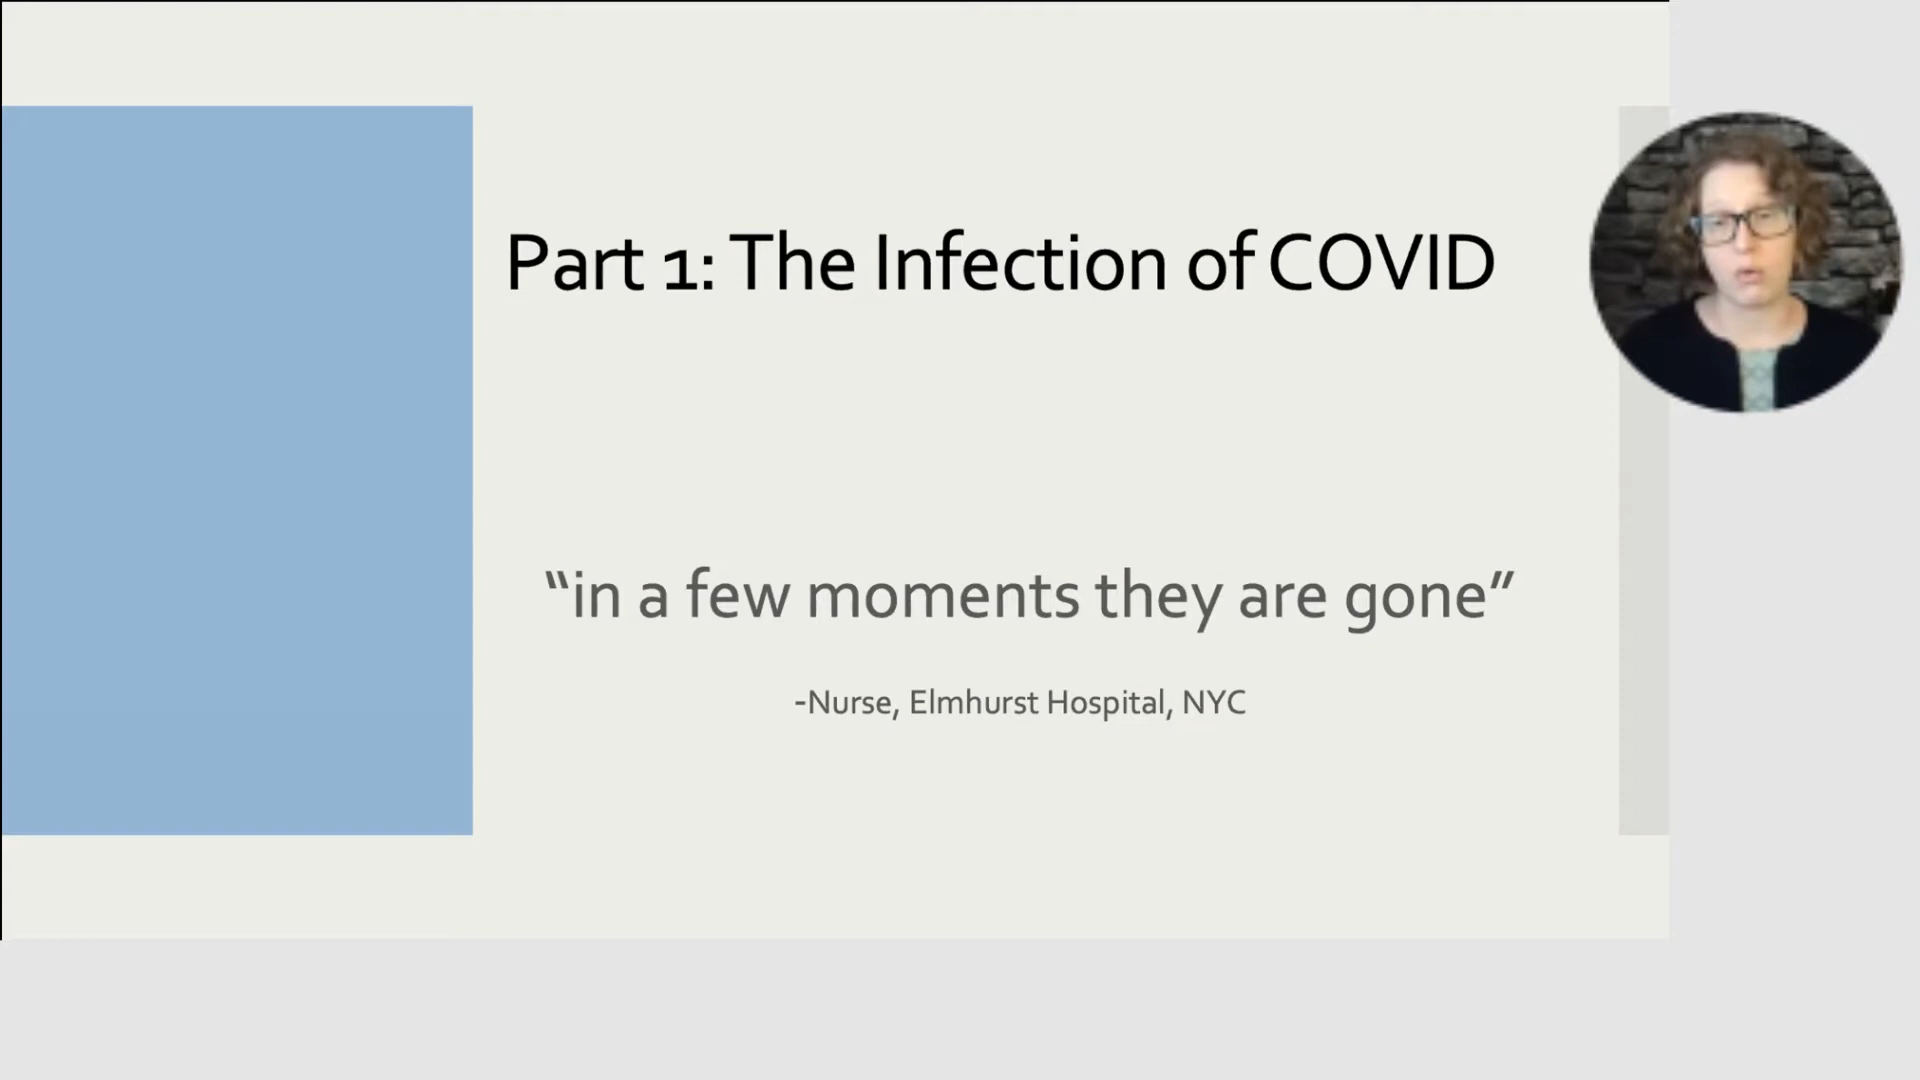 Part 1: The Infection of COVID
“in a few moments they are gone”
-Nurse, Elmhurst Hospital, NYC